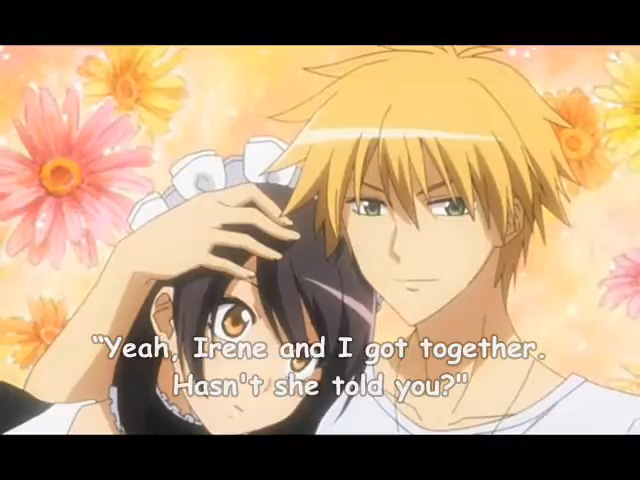 “Yeah, Irene and I got together.
Hasn't she told you?"